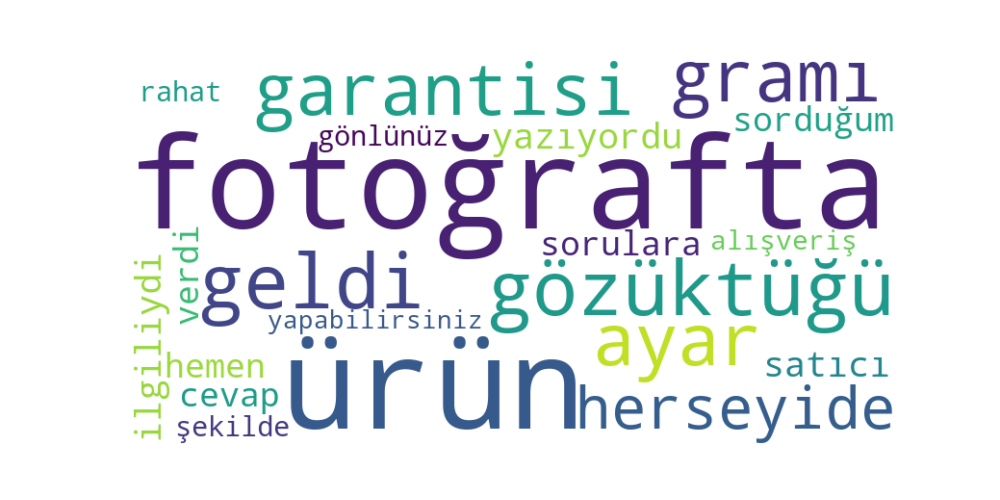 rahat
garantisi
gramı
gönlünüz
yazıyordu
sorduğum
fotoğrafta
sorulara
alışveriş
verdi
geldi
gözüktüğü
ilgiliydi
yapabilirsiniz
ayar
hemen
ürün
satıcı
cevap
herseyide
şekilde